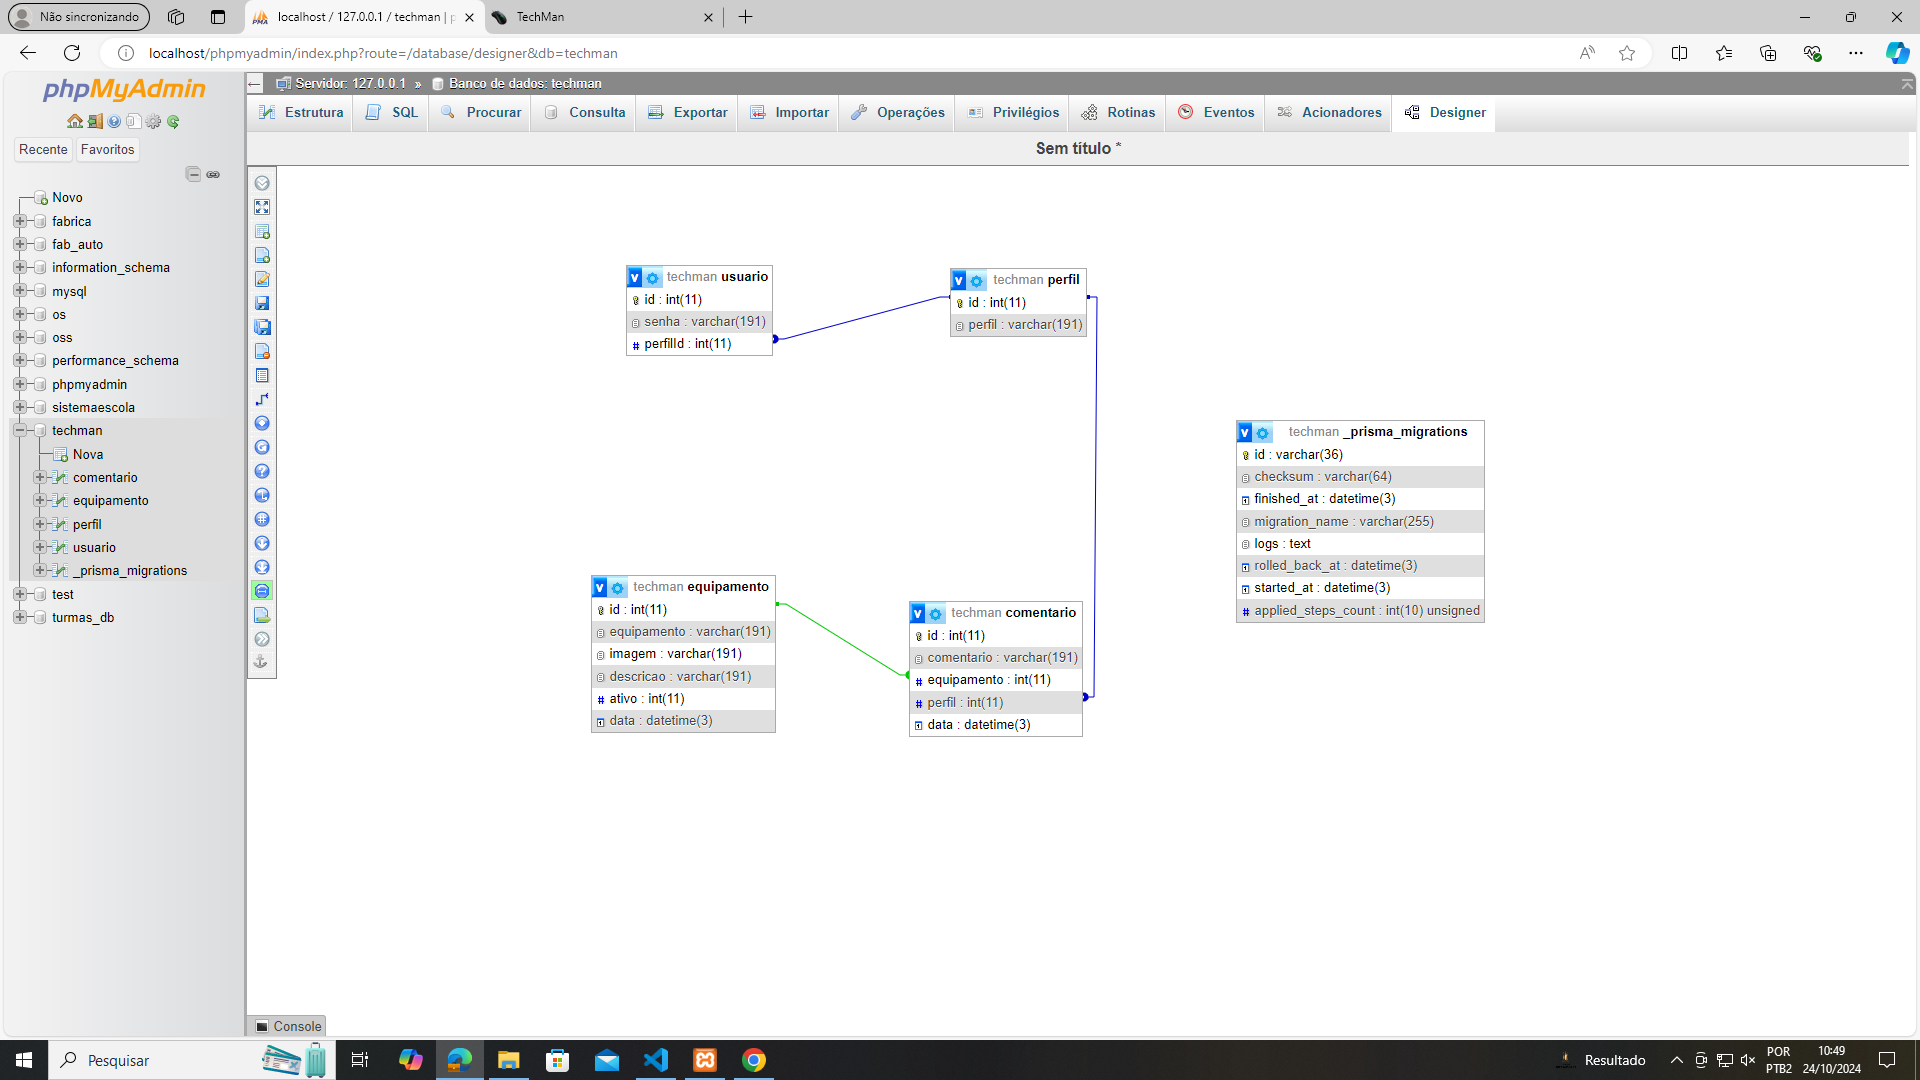 Não sincronizando
localhost / 127.0.0.1 / techman | p
TechMan
localhost/phpmyadmin/index.php?route=/database/designer&db=techman
phpMyAdmin
Recente
Favoritos
Novo
fabrica
fab_auto
information_schema
mysql
os
oss
performance_schema
phpmyadmin
sistemaescola
techman
Nova
comentario
equipamento
perfil
usuario
_prisma_migrations
test
turmas_db
Servidor: 127.0.0.1 » Banco de dados: techman
Estrutura
SQL
Procurar
Consulta
Exportar
Importar
Operações
Privilégios
Rotinas
Eventos
Acionadores
Designer
Sem título *
techman usuario
id : int(11)
senha : varchar(191)
perfilId : int(11)
techman perfil
id : int(11)
perfil : varchar(191)
techman _prisma_migrations
id : varchar(36)
checksum : varchar(64)
finished_at : datetime(3)
migration_name : varchar(255)
logs : text
rolled_back_at : datetime(3)
started_at : datetime(3)
applied_steps_count : int(10) unsigned
techman equipamento
id : int(11)
equipamento : varchar(191)
imagem : varchar(191)
descricao : varchar(191)
ativo : int(11)
data : datetime(3)
techman comentario
id : int(11)
comentario : varchar(191)
equipamento : int(11)
perfil : int(11)
data : datetime(3)
Console
Pesquisar
Resultado
POR
PTB2
10:49
24/10/2024